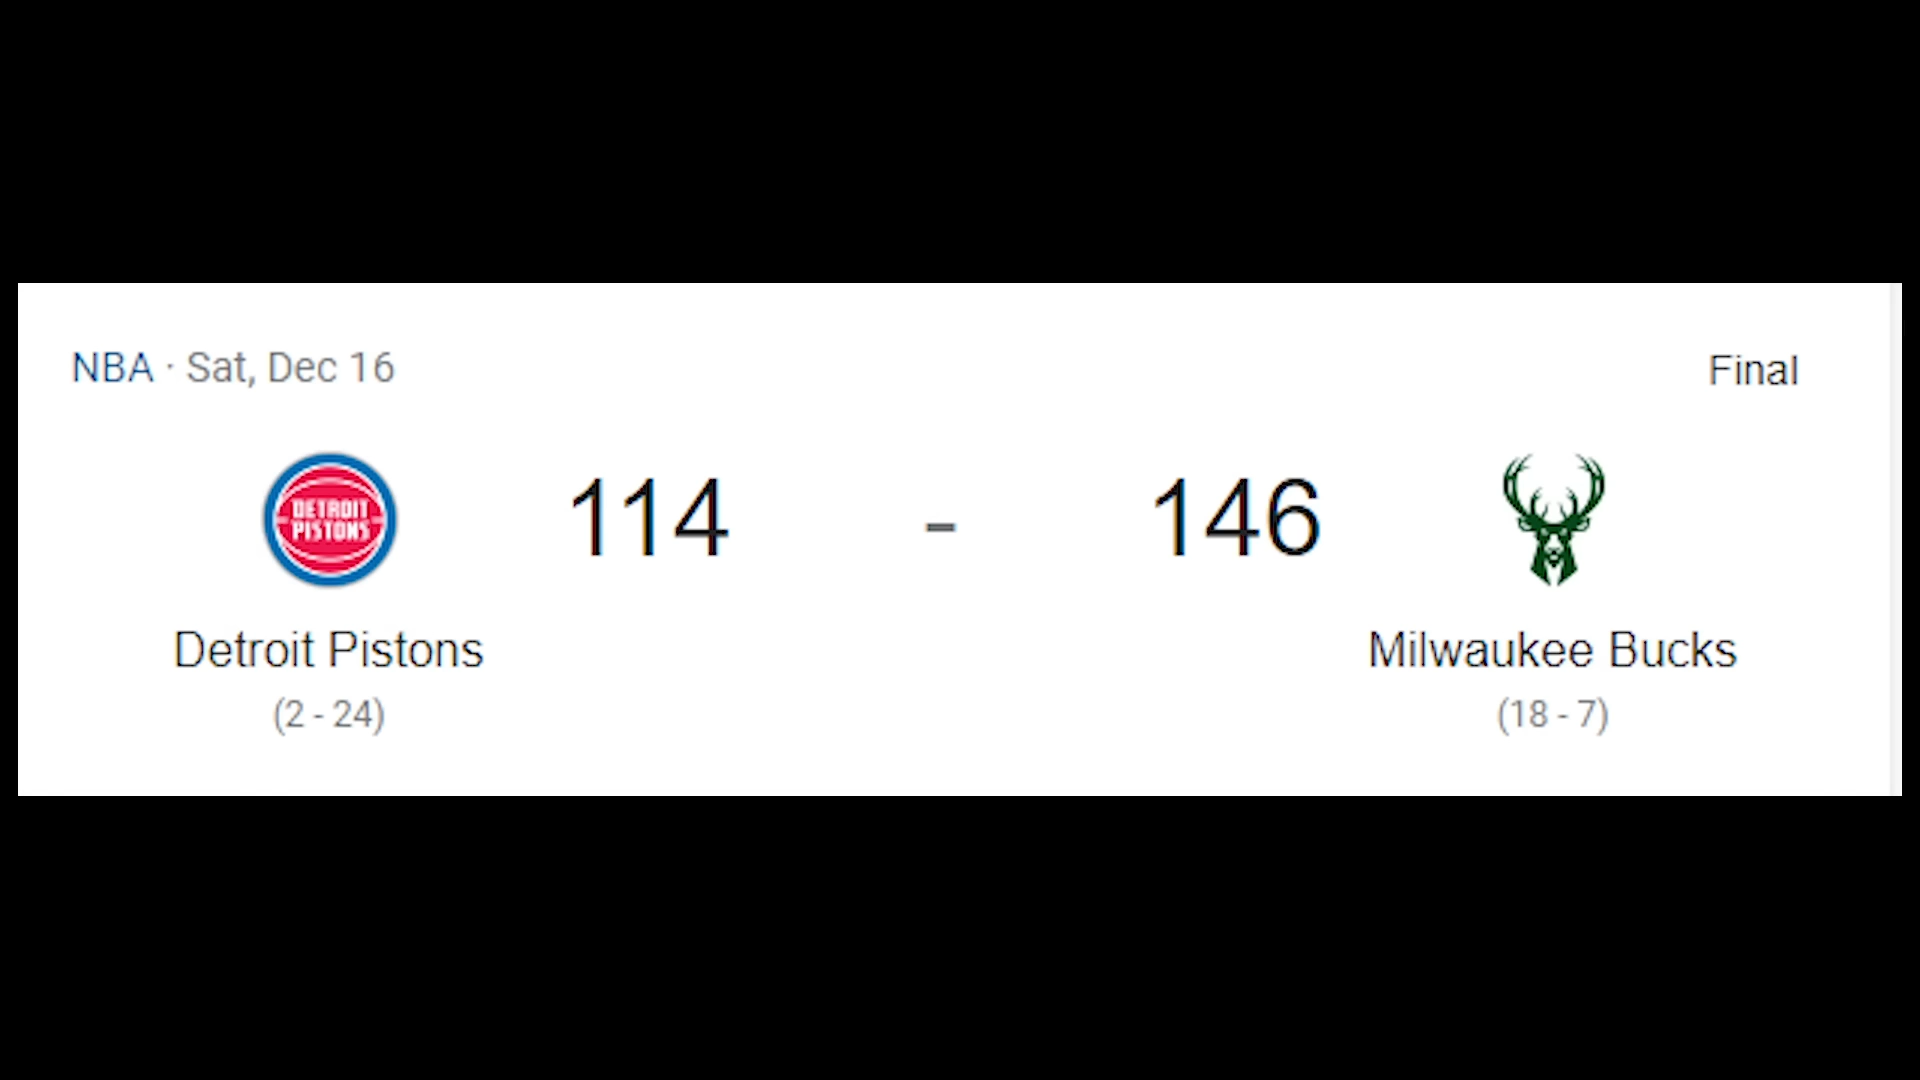 NBA · Sat, Dec 16
Final
DETROIT
PISTONS
114 - 146
Detroit Pistons
Milwaukee Bucks
(2 - 24)
(18 - 7)